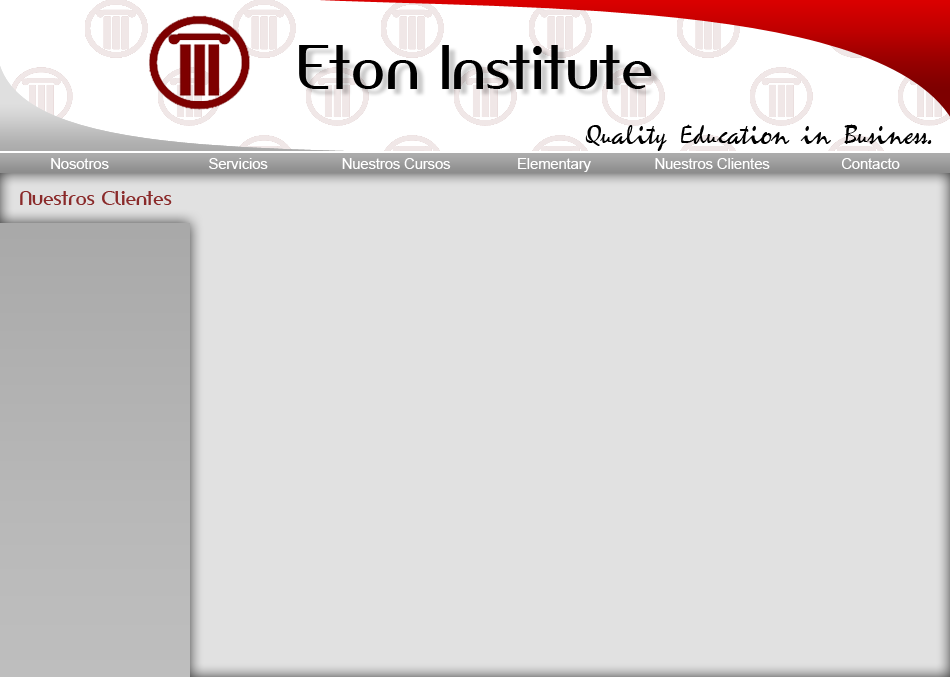 Eton Institute
Quality Education in Business.
Nosotros Servicios Nuestros Cursos Elementary Nuestros Clientes Contacto
Nuestros Clientes